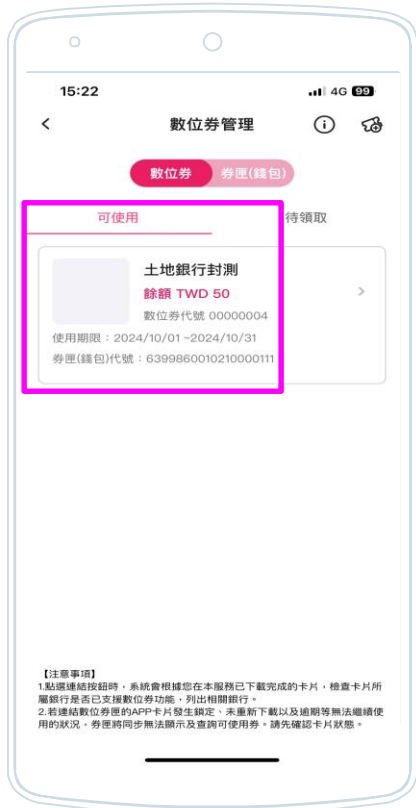 15:22
4G 99
數位券管理
數位券 券匣(錢包)
可使用 待領取
土地銀行封測
餘額 TWD 50
數位券代號 00000004
使用期限：2024/10/01 ~2024/10/31
券匣(錢包)代號：6399860010210000111
【注意事項】
1.點選連結按鈕時，系統會根據您在本服務已下載完成的卡片，檢查卡片所
屬銀行是否已支援數位券功能，列出相關銀行。
2.若連結數位券匣的APP卡片發生鎖定、未重新下載以及逾期等無法繼續使
用的狀況，券匣將同步無法顯示及查詢可使用券。請先確認卡片狀態。